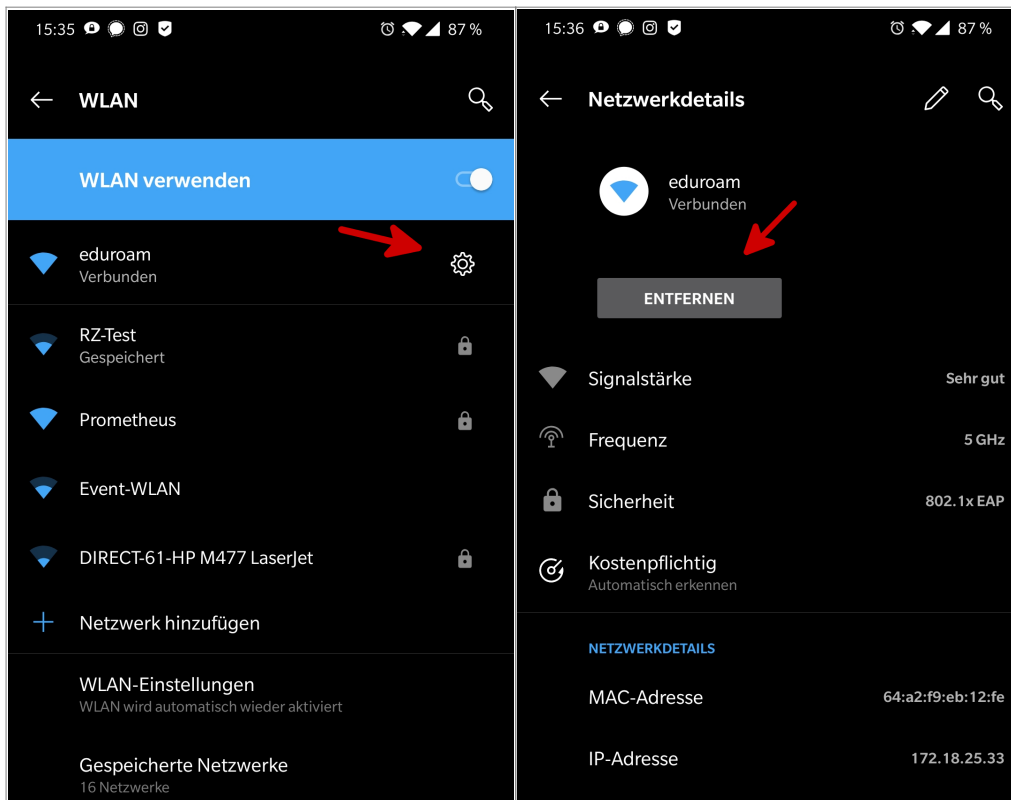 15:35 87 %
WLAN
WLAN verwenden
eduroam
Verbunden
RZ-Test
Gespeichert
Prometheus
Event-WLAN
DIRECT-61-HP M477 LaserJet
Netzwerk hinzufügen
WLAN-Einstellungen
WLAN wird automatisch wieder aktiviert
Gespeicherte Netzwerke
16 Netzwerke
15:36 87 %
Netzwerkdetails
eduroam
Verbunden
ENTFERNEN
Signalstärke Sehr gut
Frequenz 5 GHz
Sicherheit 802.1x EAP
Kostenpflichtig
Automatisch erkennen
NETZWERKDETAILS
MAC-Adresse 64:a2:f9:eb:12:fe
IP-Adresse 172.18.25.33